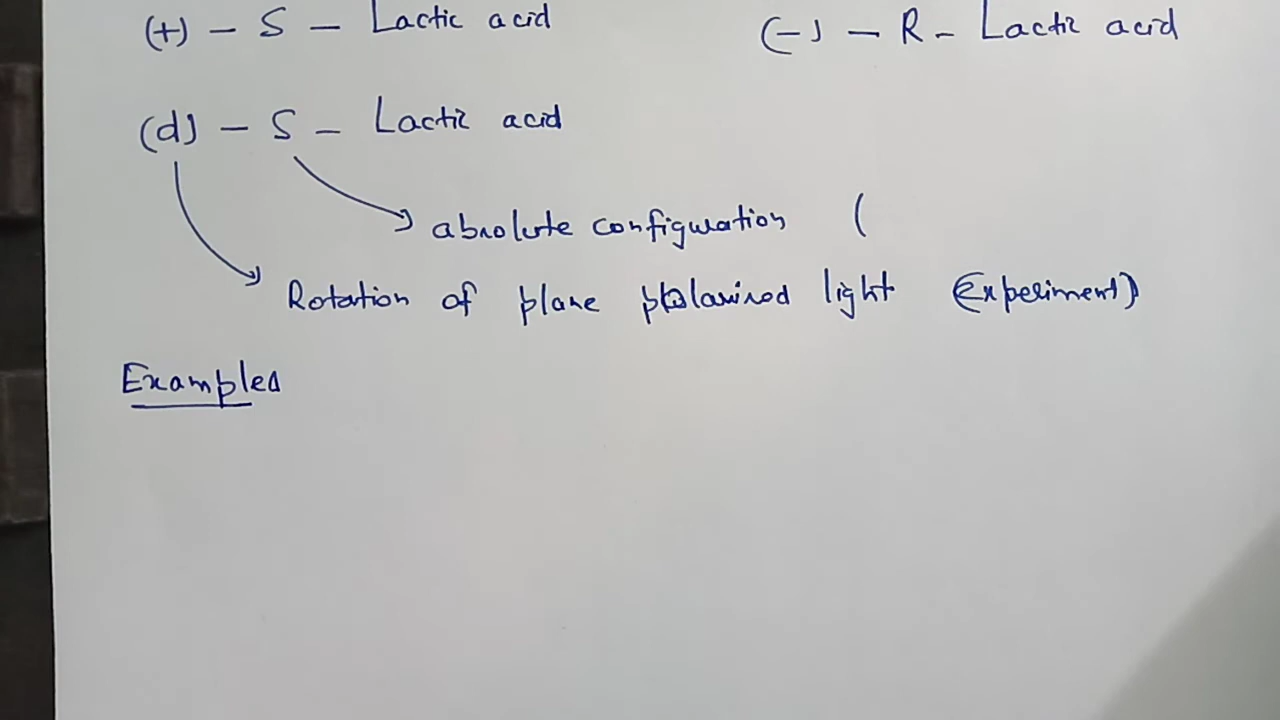 (+) - S - Lactic acid (-) - R - Lactic acid
(d) - S - Lactic acid
absolute configuration (
Rotation of plane polarised light (Experiment)
Examples